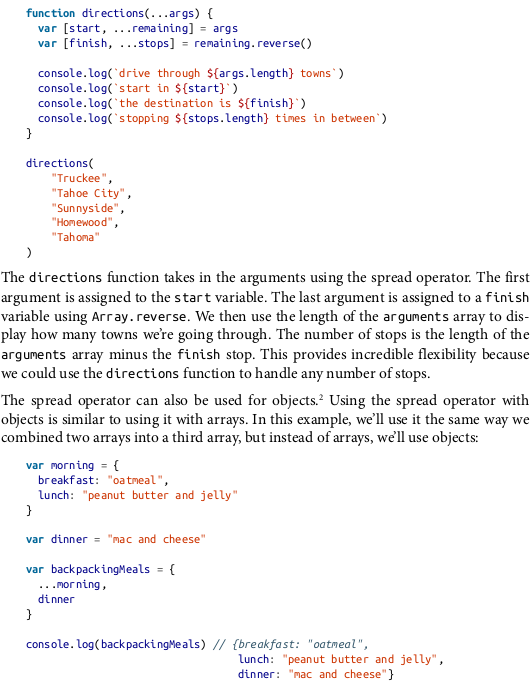 function directions(...args) {
  var [start, ...remaining] = args
  var [finish, ...stops] = remaining.reverse()

  console.log(`drive through ${args.length} towns`)
  console.log(`start in ${start}`)
  console.log(`the destination is ${finish}`)
  console.log(`stopping ${stops.length} times in between`)
}

directions(
    "Truckee",
    "Tahoe City",
    "Sunnyside",
    "Homewood",
    "Tahoma"
)
The directions function takes in the arguments using the spread operator. The first
argument is assigned to the start variable. The last argument is assigned to a finish
variable using Array.reverse. We then use the length of the arguments array to dis-
play how many towns we're going through. The number of stops is the length of the
arguments array minus the finish stop. This provides incredible flexibility because
we could use the directions function to handle any number of stops.
The spread operator can also be used for objects.² Using the spread operator with
objects is similar to using it with arrays. In this example, we'll use it the same way we
combined two arrays into a third array, but instead of arrays, we'll use objects:
var morning = {
  breakfast: "oatmeal",
  lunch: "peanut butter and jelly"
}

var dinner = "mac and cheese"

var backpackingMeals = {
  ...morning,
  dinner
}

console.log(backpackingMeals) // {breakfast: "oatmeal",
                                   lunch: "peanut butter and jelly",
                                   dinner: "mac and cheese"}